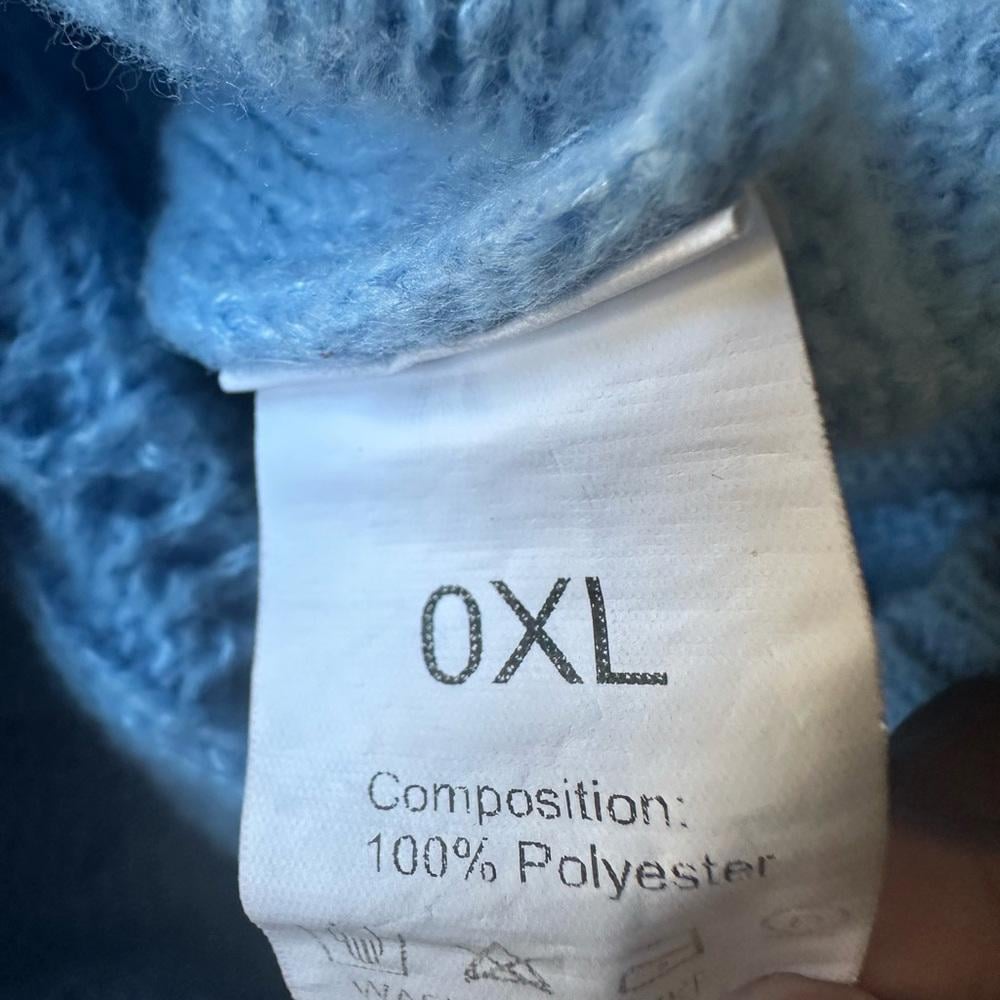 0XL
Composition:
100% Polyester